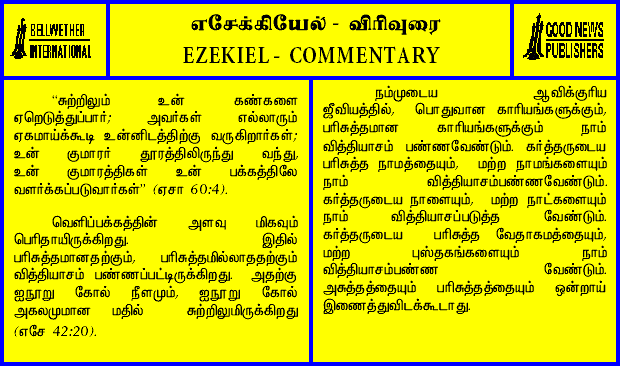 BELLWETHER
INTERNATIONAL
எசேக்கியேல் - விரிவுரை
EZEKIEL - COMMENTARY
GOOD NEWS
PUBLISHERS
“சுற்றிலும் உன் கண்களை
ஏறெடுத்துப்பார்; அவர்கள் எல்லாரும்
ஏகமாய்க்கூடி உன்னிடத்திற்கு வருகிறார்கள்;
உன் குமாரர் தூரத்திலிருந்து வந்து,
உன் குமாரத்திகள் உன் பக்கத்திலே
வளர்க்கப்படுவார்கள்” (ஏசா 60:4).
வெளிப்பக்கத்தின் அளவு மிகவும்
பெரிதாயிருக்கிறது. இதில்
பரிசுத்தமானதற்கும், பரிசுத்தமில்லாததற்கும்
வித்தியாசம் பண்ணப்பட்டிருக்கிறது. அதற்கு
ஐநூறு கோல் நீளமும், ஐநூறு கோல்
அகலமுமான மதில் சுற்றிலுமிருக்கிறது
(எசே 42:20).
நம்முடைய ஆவிக்குரிய
ஜீவியத்தில், பொதுவான காரியங்களுக்கும்,
பரிசுத்தமான காரியங்களுக்கும் நாம்
வித்தியாசம் பண்ணவேண்டும். கர்த்தருடைய
பரிசுத்த நாமத்தையும், மற்ற நாமங்களையும்
நாம் வித்தியாசம்பண்ணவேண்டும்.
கர்த்தருடைய நாளையும், மற்ற நாட்களையும்
நாம் வித்தியாசப்படுத்த வேண்டும்.
கர்த்தருடைய பரிசுத்த வேதாகமத்தையும்,
மற்ற புஸ்தகங்களையும் நாம்
வித்தியாசம்பண்ண வேண்டும்.
அசுத்தத்தையும் பரிசுத்தத்தையும் ஒன்றாய்
இணைத்துவிடக்கூடாது.